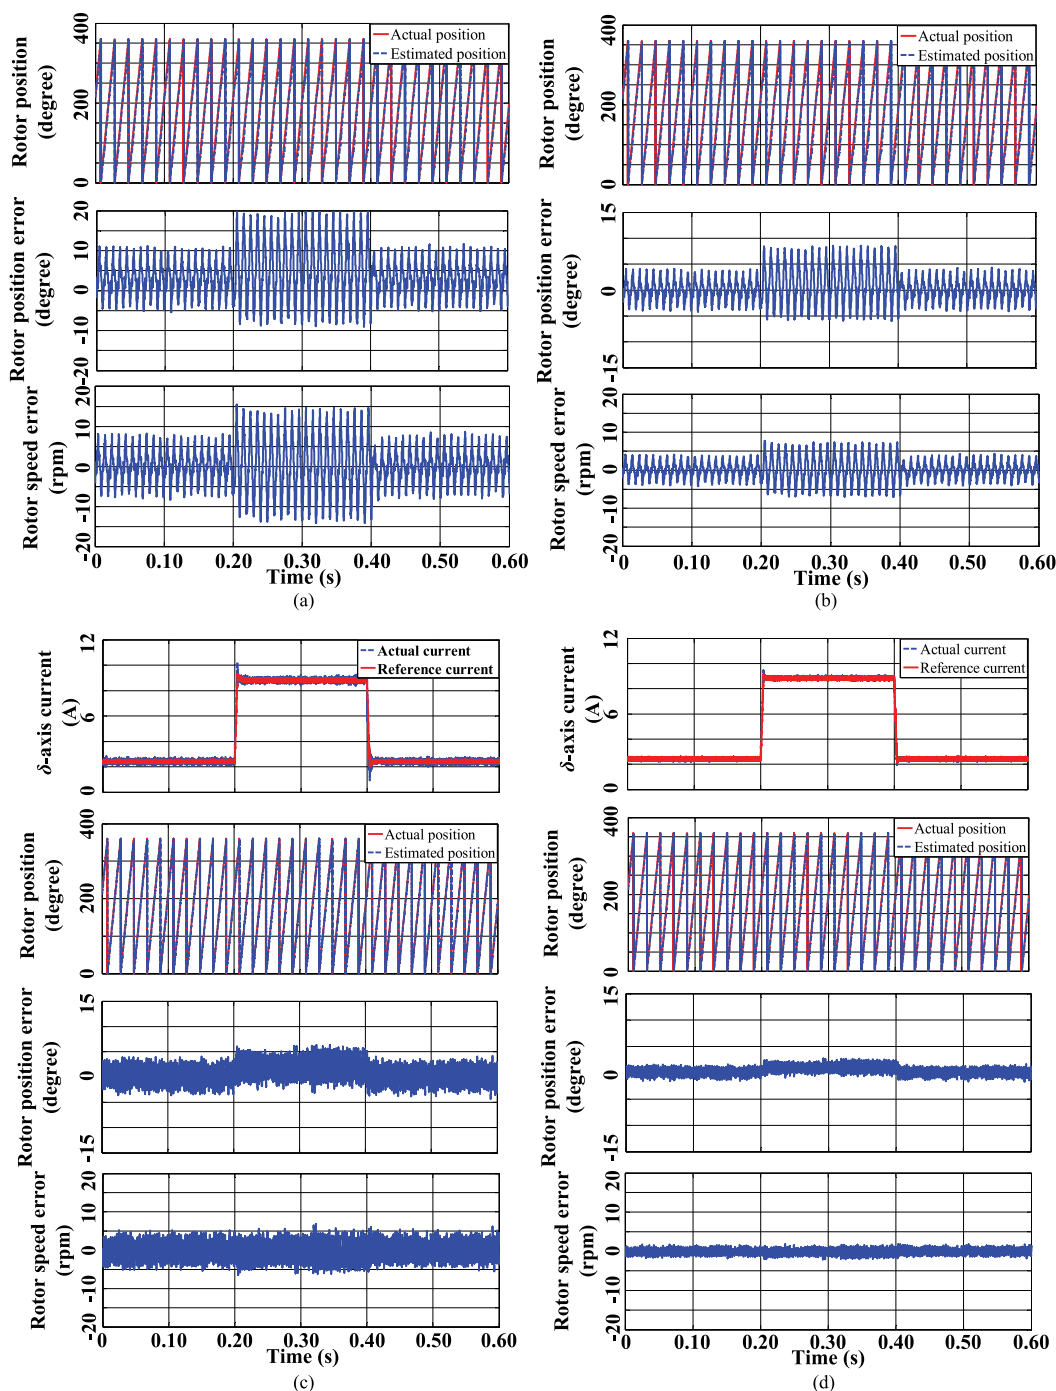 Rotor position
(degree)
400
200
0
Actual position
Estimated position
Rotor position error
(degree)
20
10
0
-10
-20
Rotor speed error
(rpm)
20
10
0
-10
-20
0 0.10 0.20 0.30 0.40 0.50 0.60
Time (s)
(a)
Rotor position
(degree)
400
200
0
Actual position
Estimated position
Rotor position error
(degree)
15
0
-15
Rotor speed error
(rpm)
20
10
0
-10
-20
0 0.10 0.20 0.30 0.40 0.50 0.60
Time (s)
(b)
δ-axis current
(A)
12
6
0
Actual current
Reference current
Rotor position
(degree)
400
200
0
Actual position
Estimated position
Rotor position error
(degree)
15
0
-15
Rotor speed error
(rpm)
20
10
0
-10
-20
0 0.10 0.20 0.30 0.40 0.50 0.60
Time (s)
(c)
δ-axis current
(A)
12
6
0
Actual current
Reference current
Rotor position
(degree)
400
200
0
Actual position
Estimated position
Rotor position error
(degree)
15
0
-15
Rotor speed error
(rpm)
20
10
0
-10
-20
0 0.10 0.20 0.30 0.40 0.50 0.60
Time (s)
(d)